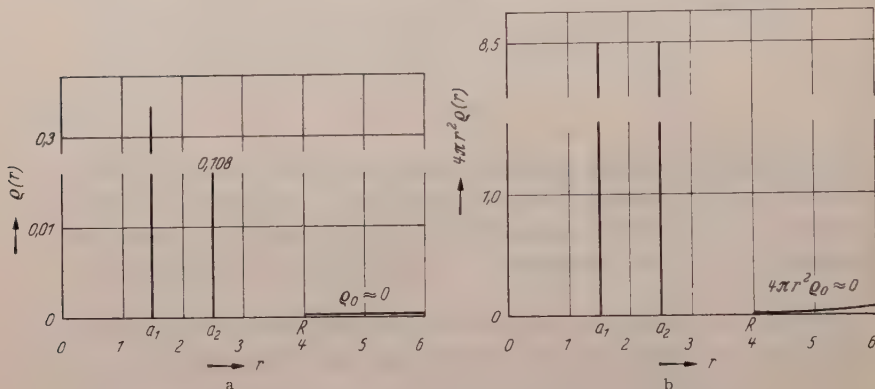 0,3
0,108
ϱ(r)
0,01
ϱ₀ ≈ 0
0
a₁ a₂ R
0 1 2 3 4 5 6
r
a
8,5
4πr²ϱ(r)
1,0
4πr²ϱ₀ ≈ 0
0
a₁ a₂ R
0 1 2 3 4 5 6
r
b